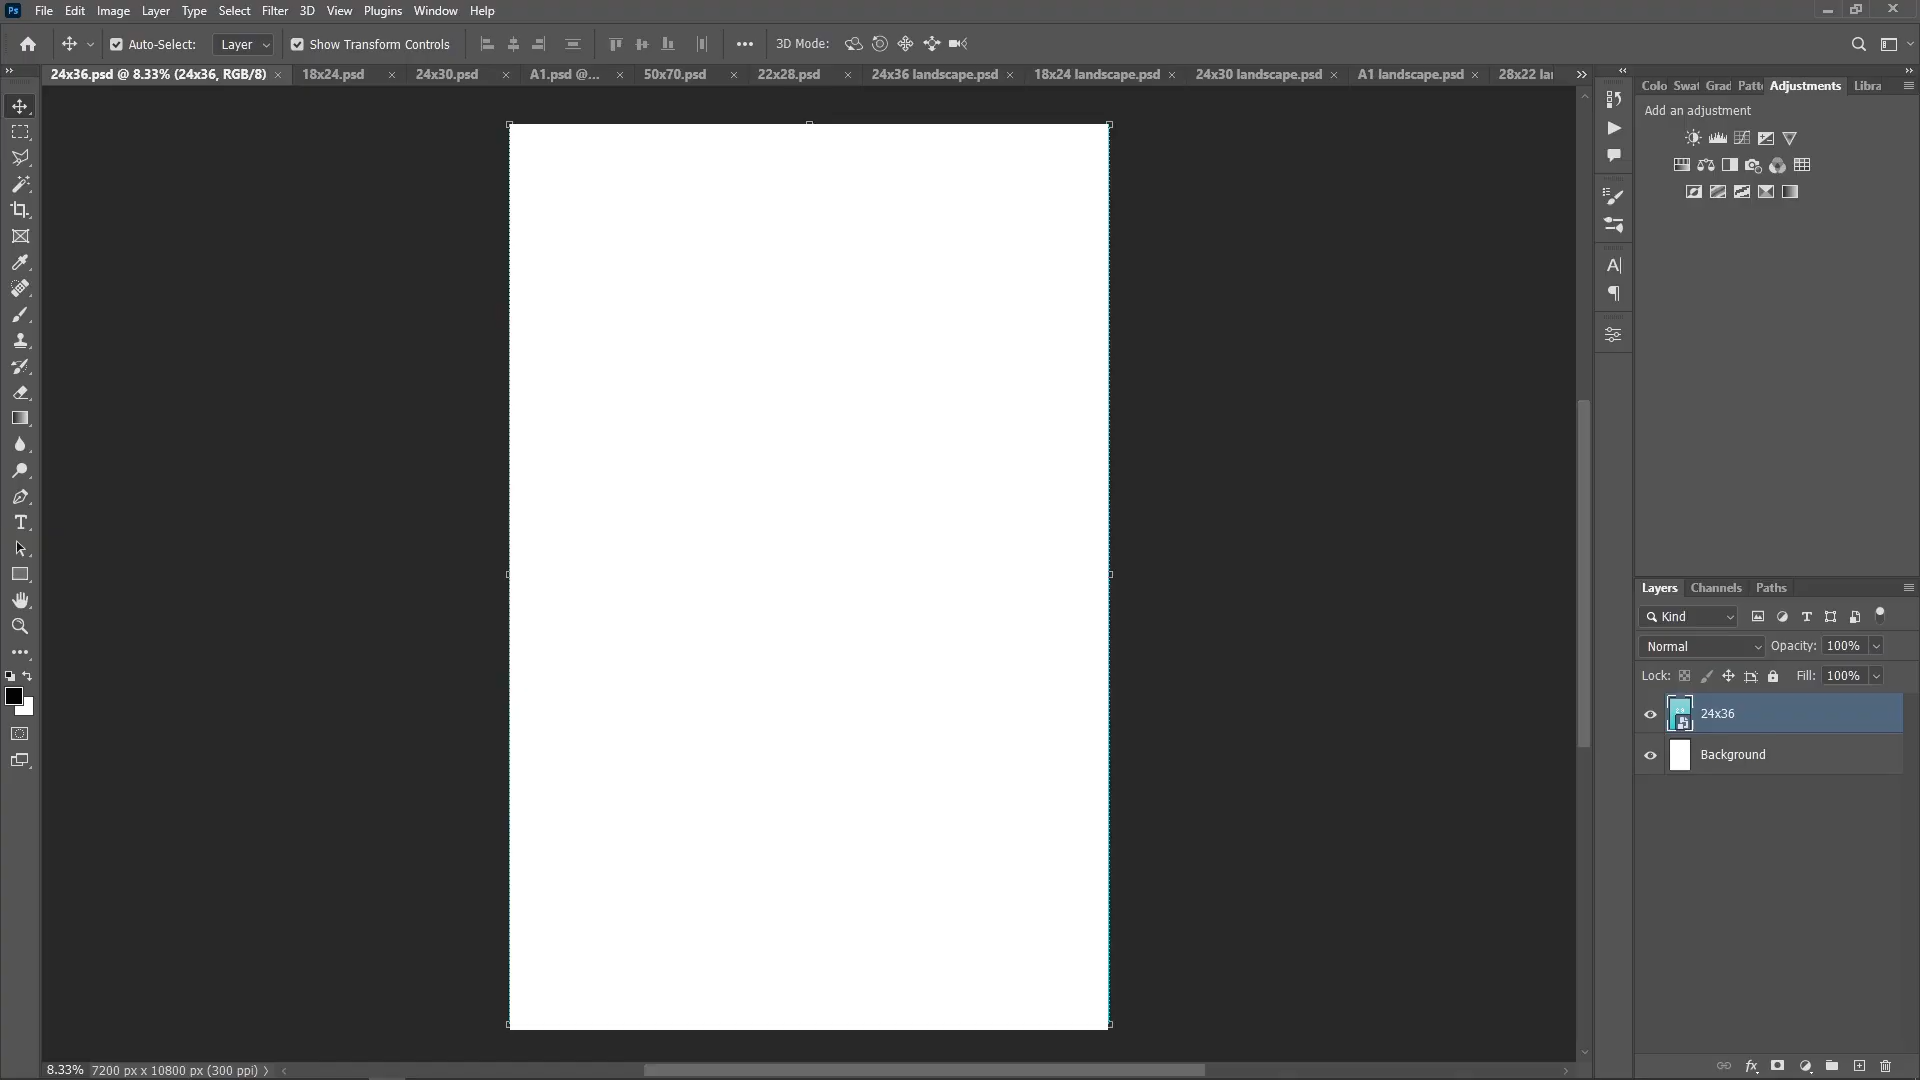 Ps File Edit Image Layer Type Select Filter 3D View Plugins Window Help
Auto-Select: Layer Show Transform Controls 3D Mode:
24x36.psd @ 8.33% (24x36, RGB/8) 18x24.psd 24x30.psd A1.psd @... 50x70.psd 22x28.psd 24x36 landscape.psd 18x24 landscape.psd 24x30 landscape.psd A1 landscape.psd 28x22 lan
Colo Swat Grad Patt Adjustments Libra
Add an adjustment
Layers Channels Paths
Kind
Normal Opacity: 100%
Lock: Fill: 100%
24x36
Background
8.33% 7200 px x 10800 px (300 ppi)